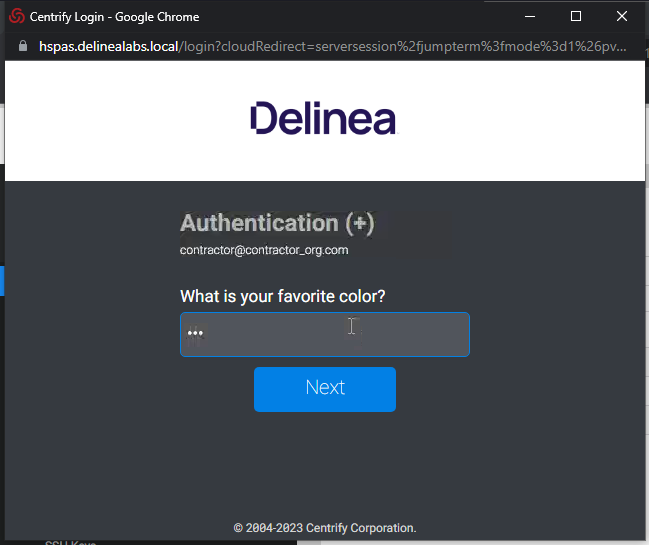 Centrify Login - Google Chrome
hspas.delinealabs.local/login?cloudRedirect=serversession%2fjumpterm%3fmode%3d1%26pv...
Delinea
Authentication (+)
contractor@contractor_org.com
What is your favorite color?
•••
Next
© 2004-2023 Centrify Corporation.
SSH Keys